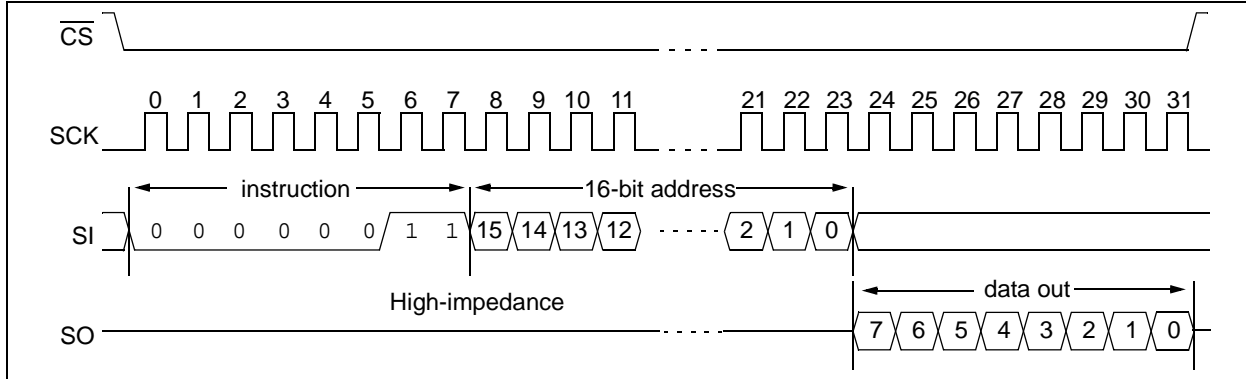 CS
0 1 2 3 4 5 6 7 8 9 10 11 21 22 23 24 25 26 27 28 29 30 31
SCK
instruction 16-bit address
SI 0 0 0 0 0 0 1 1 15 14 13 12 2 1 0
High-impedance data out
SO 7 6 5 4 3 2 1 0